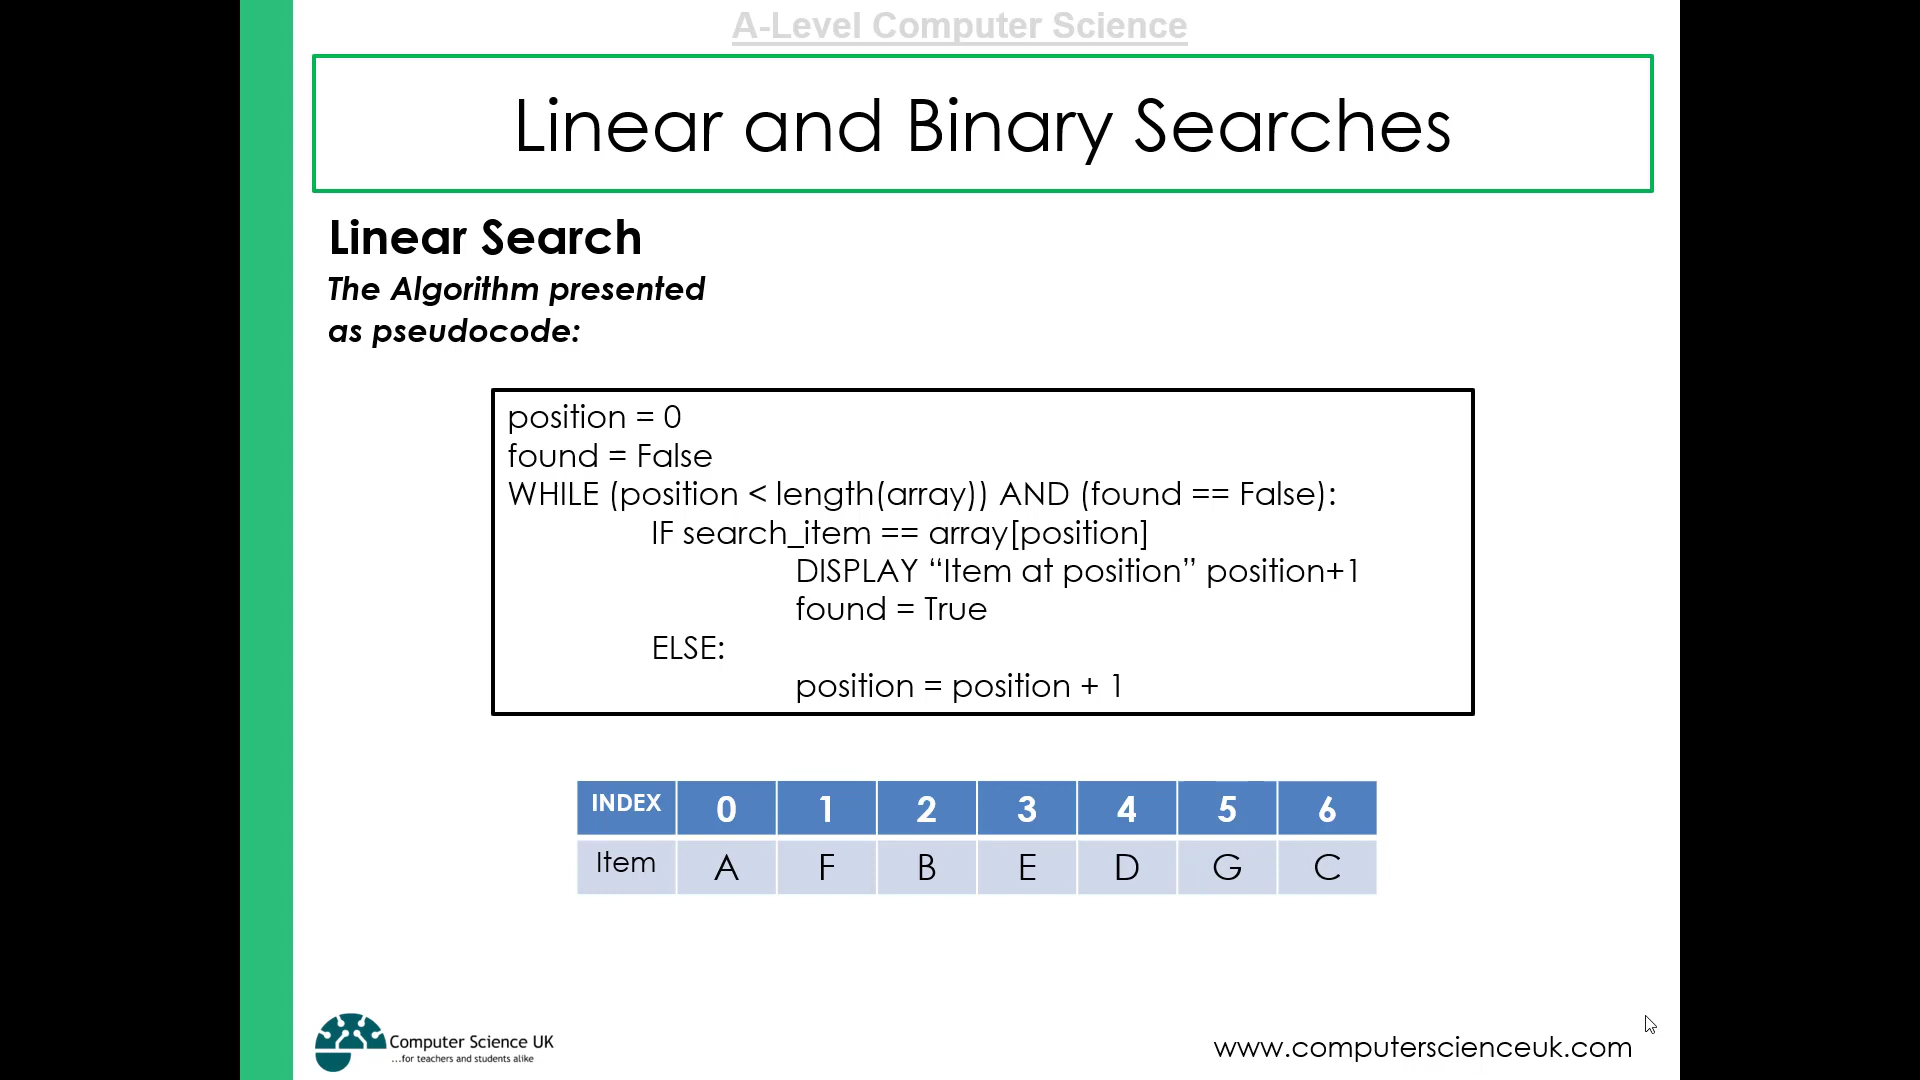 A-Level Computer Science
Linear and Binary Searches
Linear Search
The Algorithm presented
as pseudocode:
position = 0
found = False
WHILE (position < length(array)) AND (found == False):
IF search_item == array[position]
DISPLAY “Item at position” position+1
found = True
ELSE:
position = position + 1
INDEX 0 1 2 3 4 5 6
Item A F B E D G C
Computer Science UK
...for teachers and students alike
www.computerscienceuk.com